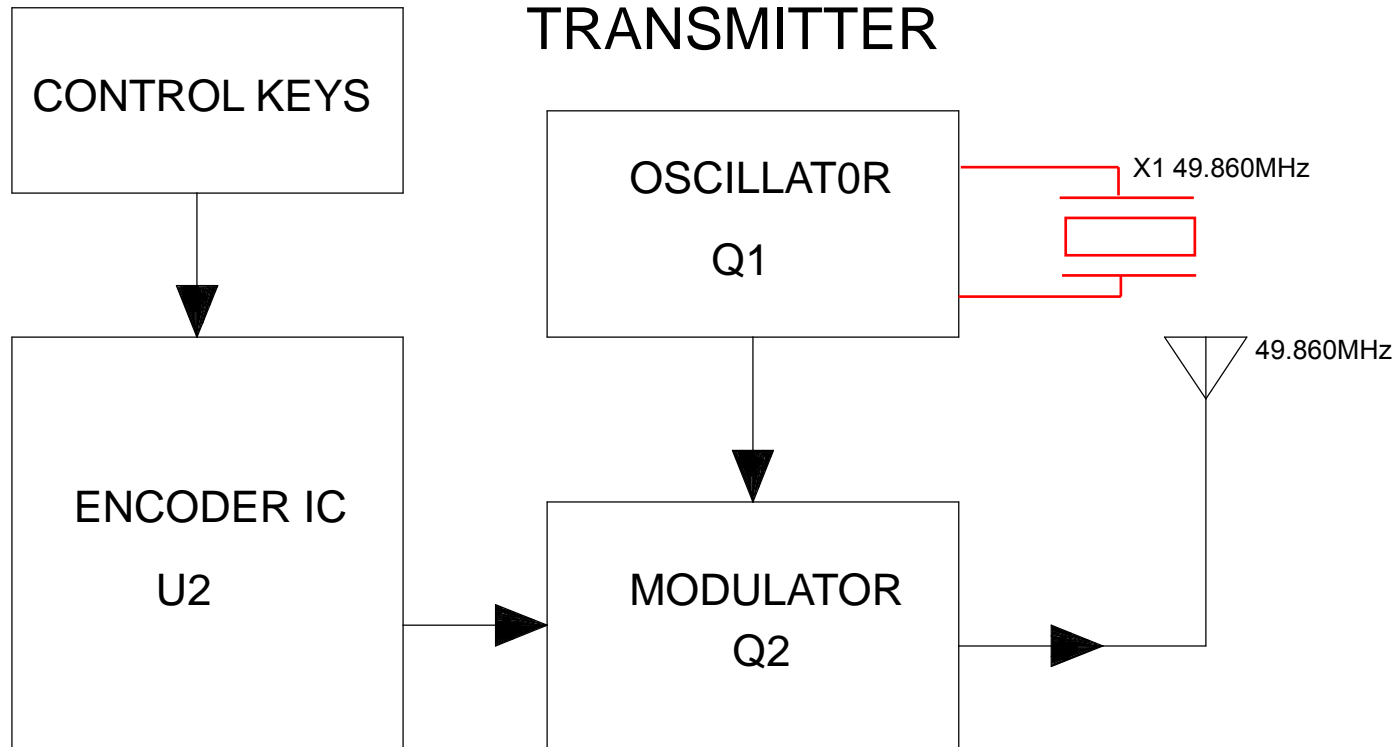 TRANSMITTER
CONTROL KEYS
OSCILLAT0R
Q1
X1 49.860MHz
49.860MHz
ENCODER IC
U2
MODULATOR
Q2